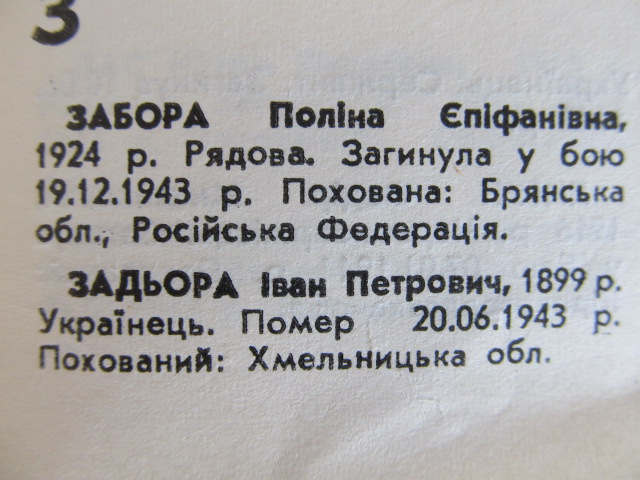 З
ЗАБОРА Поліна Єпіфанівна,
1924 р. Рядова. Загинула у бою
19.12.1943 р. Похована: Брянська
обл., Російська Федерація.
ЗАДЬОРА Іван Петрович, 1899 р.
Українець. Помер 20.06.1943 р.
Похований: Хмельницька обл.